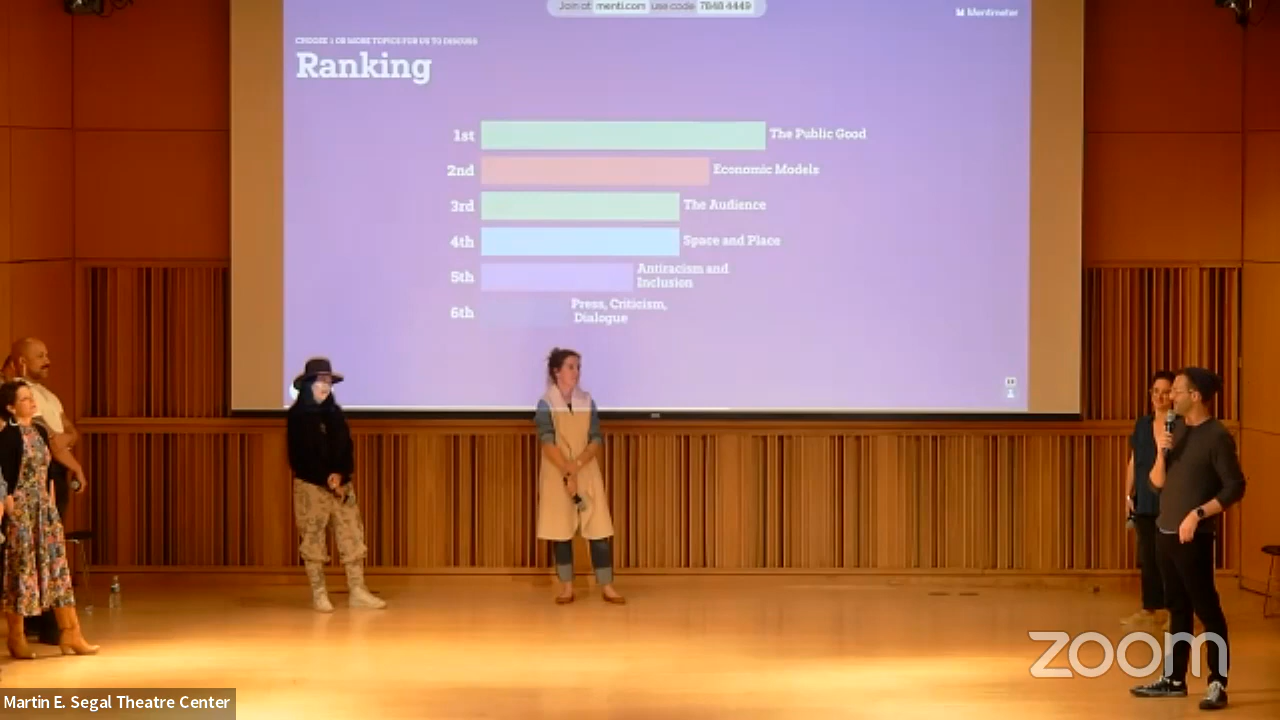 Join at menti.com use code 7848 4449
Mentimeter
CHOOSE 1 OR MORE TOPICS FOR US TO DISCUSS
Ranking
1st The Public Good
2nd Economic Models
3rd The Audience
4th Space and Place
5th Antiracism and
Inclusion
6th Press, Criticism,
Dialogue
zoom
Martin E. Segal Theatre Center